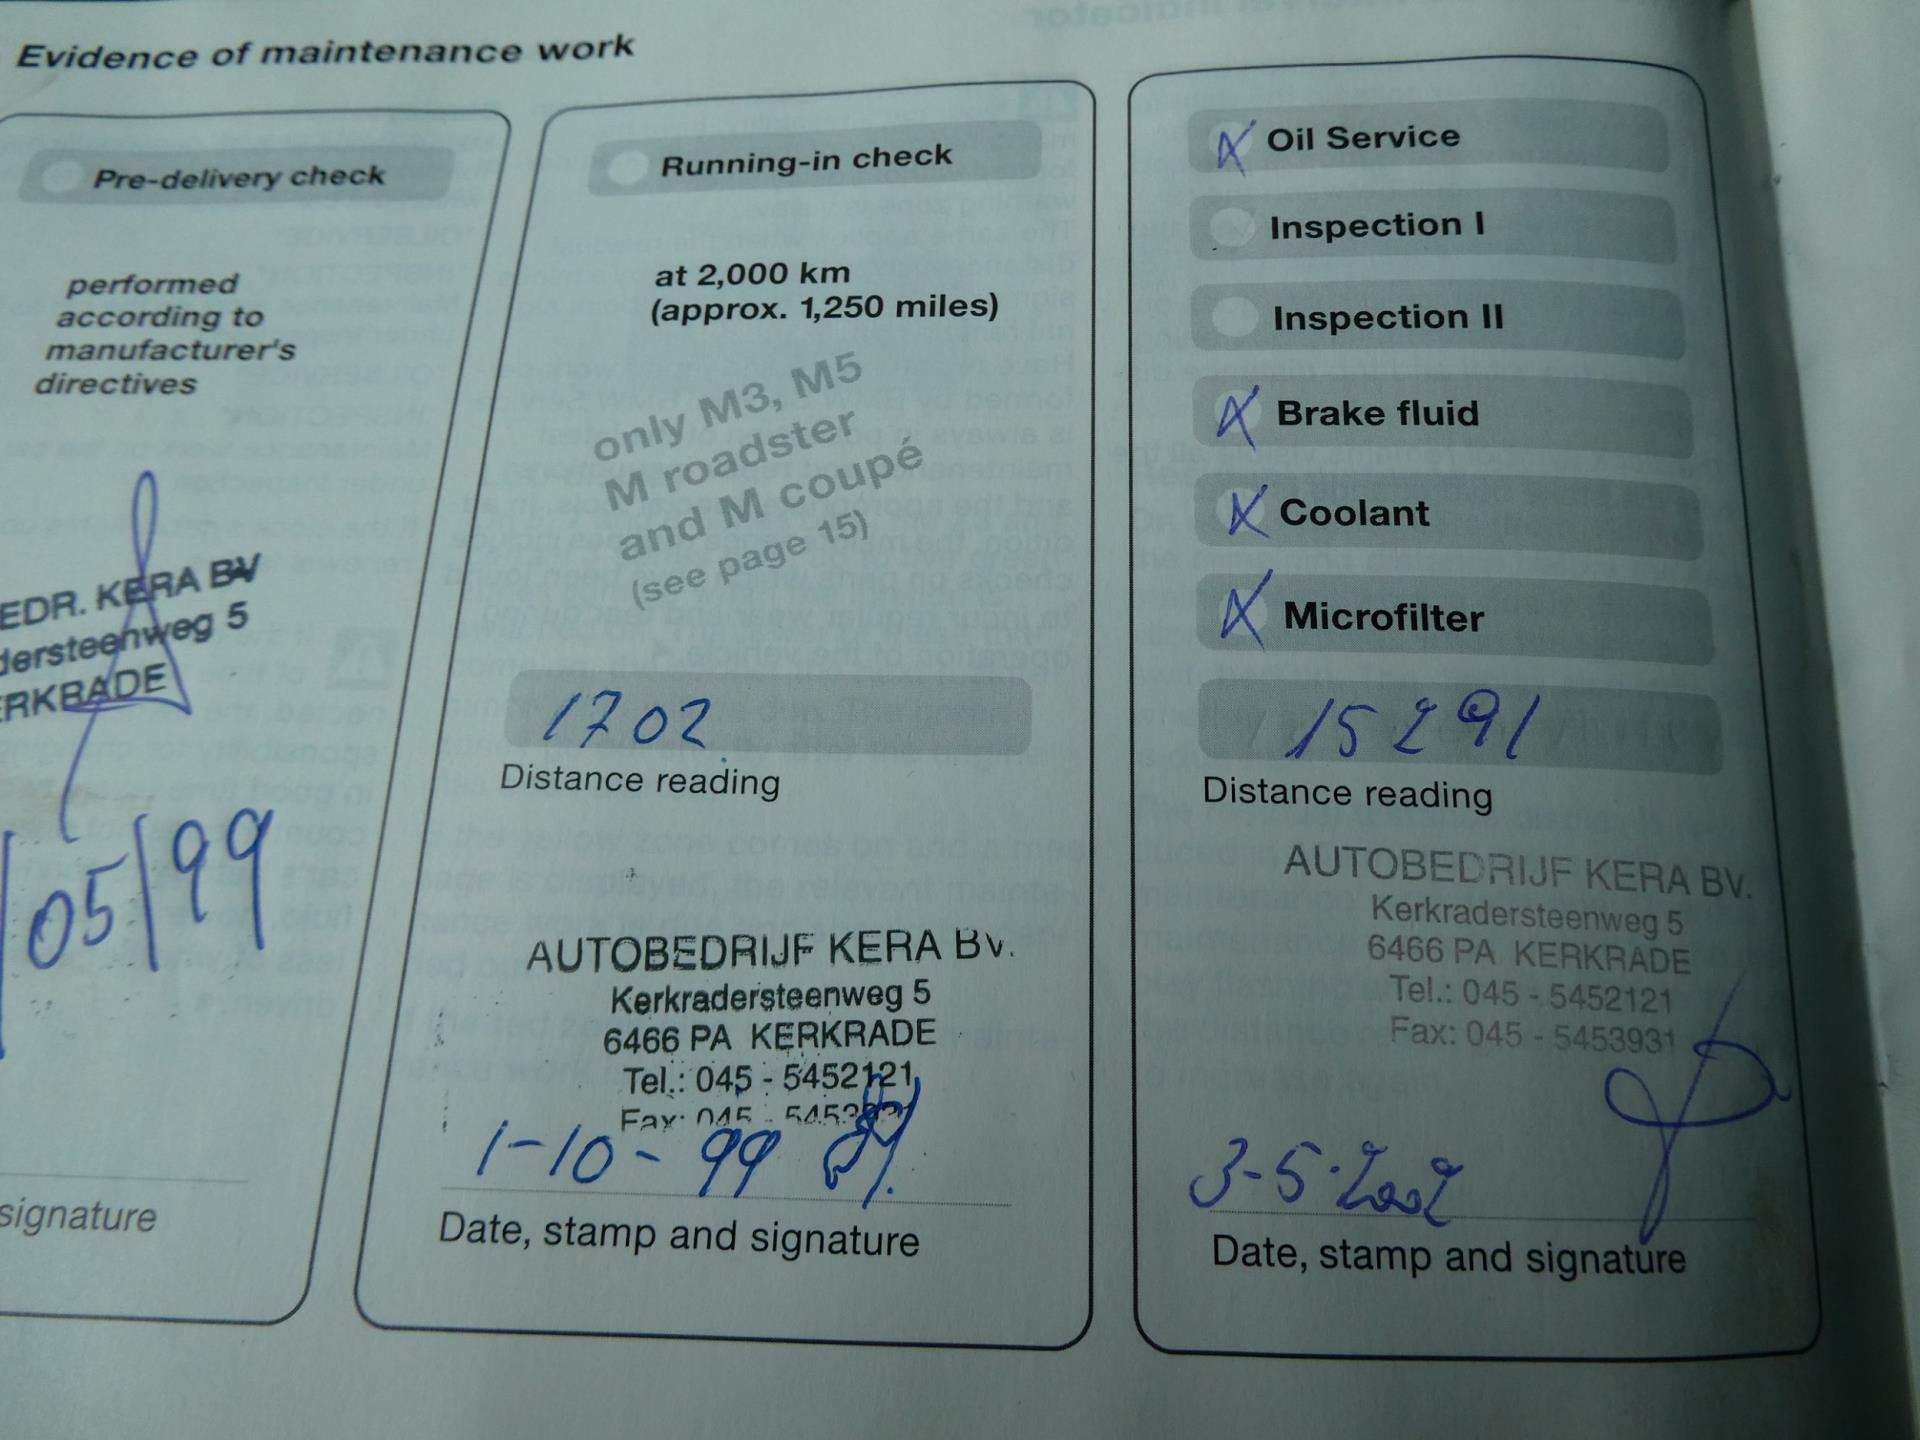 Evidence of maintenance work
Pre-delivery check
performed
according to
manufacturer's
directives
EDR. KERA BV
dersteenweg 5
ERKRADE
/05/99
signature
Running-in check
at 2,000 km
(approx. 1,250 miles)
only M3, M5
M roadster
and M coupé
(see page 15)
1702
Distance reading
AUTOBEDRIJF KERA BV.
Kerkradersteenweg 5
6466 PA KERKRADE
Tel.: 045 - 5452121
Fax: 045 - 5453931
1-10-99
Date, stamp and signature
X Oil Service
Inspection I
Inspection II
X Brake fluid
X Coolant
X Microfilter
15291
Distance reading
AUTOBEDRIJF KERA BV.
Kerkradersteenweg 5
6466 PA KERKRADE
Tel.: 045 - 5452121
Fax: 045 - 5453931
3-5-2002
Date, stamp and signature